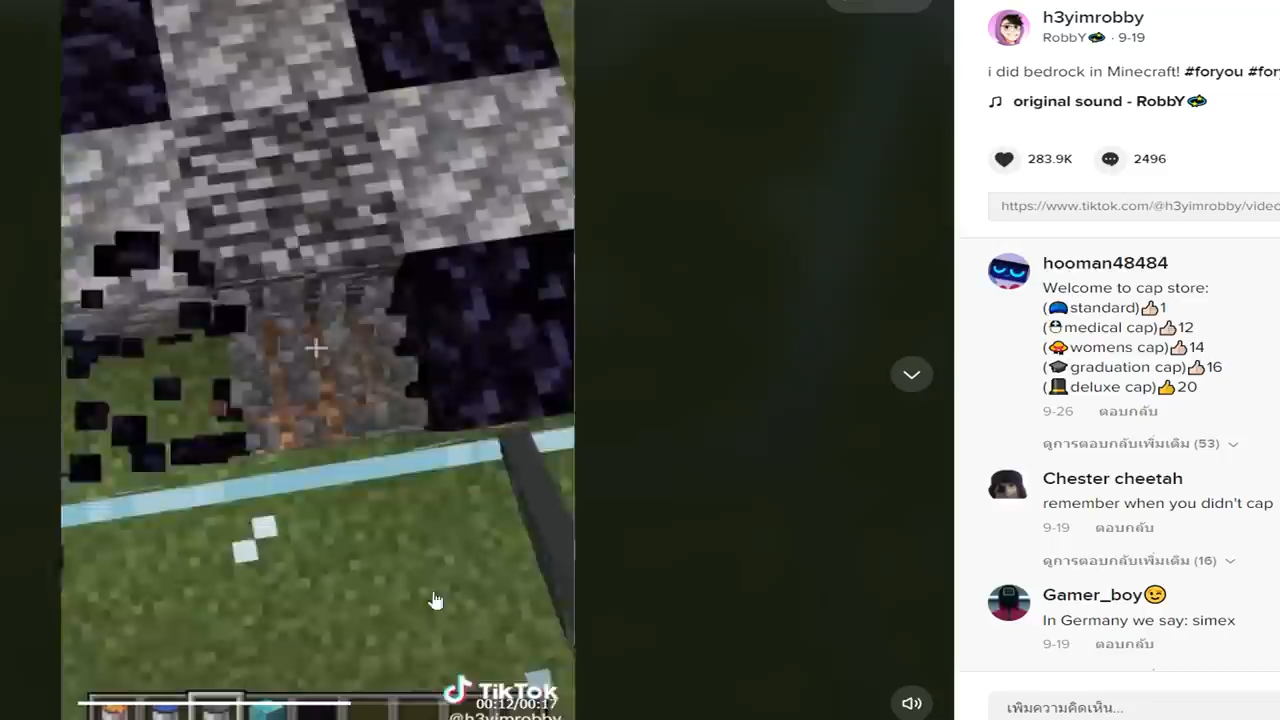 h3yimrobby
RobbY · 9-19
i did bedrock in Minecraft! #foryou #for
original sound - RobbY
283.9K 2496
https://www.tiktok.com/@h3yimrobby/video
hooman48484
Welcome to cap store:
(🧢standard)👍🏻1
(medical cap)👍🏻12
(👒womens cap)👍🏻14
(🎓graduation cap)👍🏻16
(🎩deluxe cap)👍20
9-26 ตอบกลับ
ดูการตอบกลับเพิ่มเติม (53)
Chester cheetah
remember when you didn't cap
9-19 ตอบกลับ
ดูการตอบกลับเพิ่มเติม (16)
Gamer_boy😉
In Germany we say: simex
9-19 ตอบกลับ
เพิ่มความคิดเห็น...
TikTok
00:12/00:17
@h3yimrobby